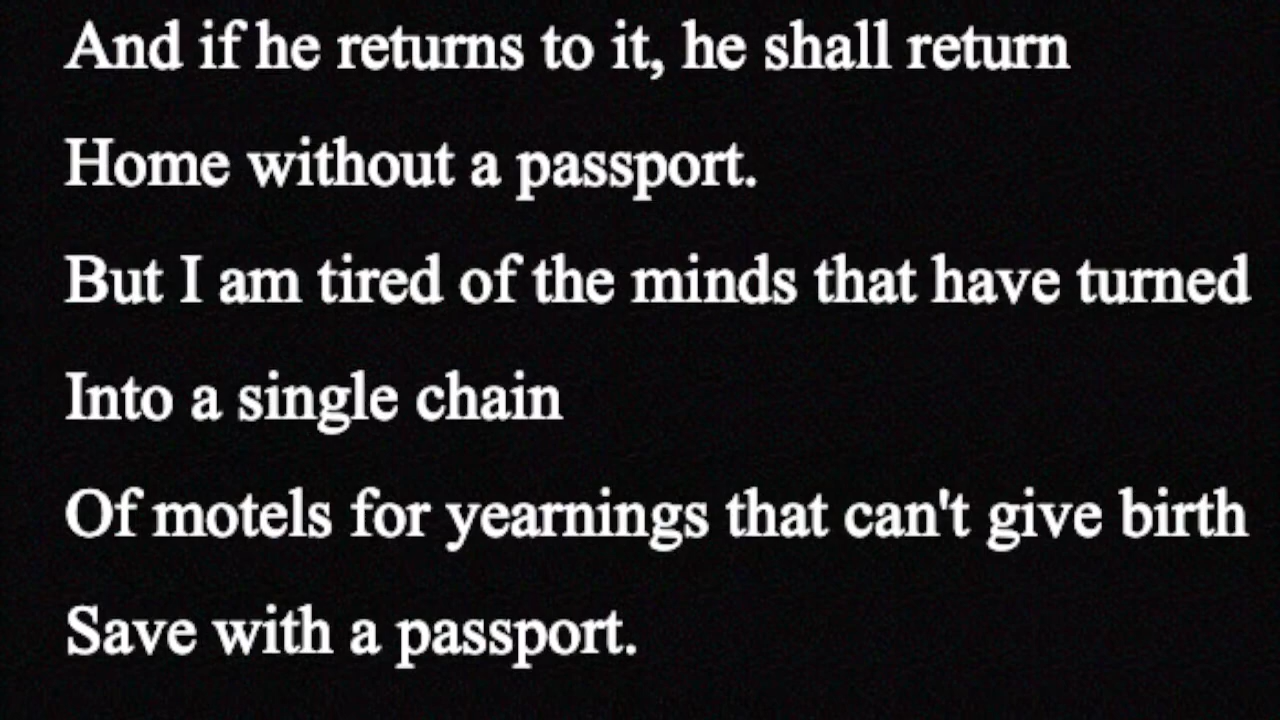 And if he returns to it, he shall return
Home without a passport.
But I am tired of the minds that have turned
Into a single chain
Of motels for yearnings that can't give birth
Save with a passport.